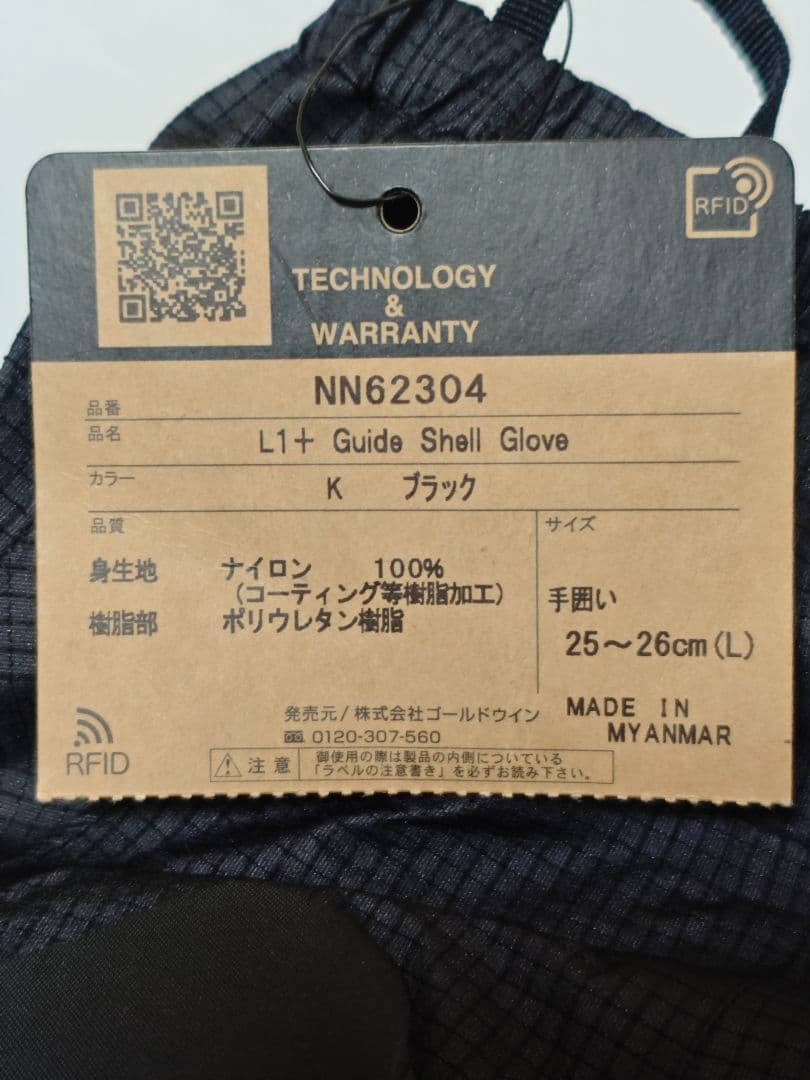 RFID
TECHNOLOGY
&
WARRANTY
品番 NN62304
品名 L1+ Guide Shell Glove
カラー K ブラック
品質
身生地 ナイロン 100%
(コーティング等樹脂加工)
樹脂部 ポリウレタン樹脂
サイズ
手囲い
25~26cm(L)
発売元/株式会社ゴールドウイン
0120-307-560
MADE IN
MYANMAR
RFID
注意 御使用の際は製品の内側についている
「ラベルの注意書き」を必ずお読み下さい。